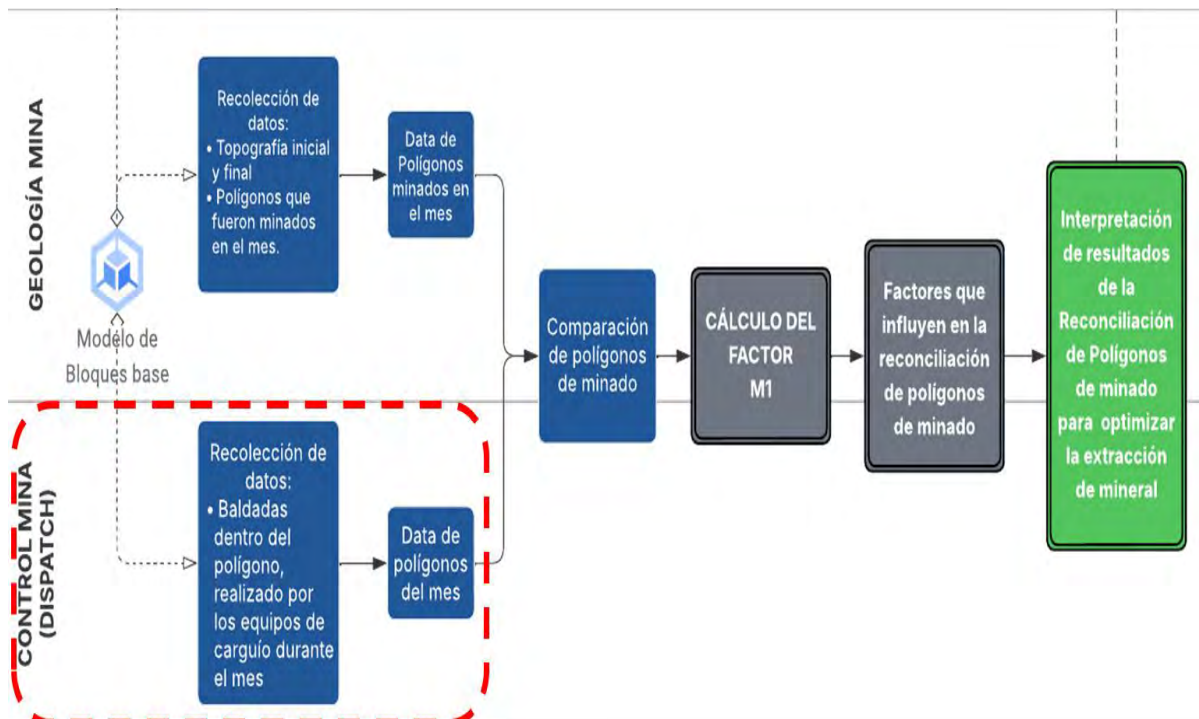 GEOLOGÍA MINA
Recolección de
datos:
• Topografía inicial
y final
• Polígonos que
fueron minados
en el mes.
Data de
Polígonos
minados en
el mes
Modelo de
Bloques base
Comparación
de polígonos
de minado
CÁLCULO DEL
FACTOR
M1
Factores que
influyen en la
reconciliación
de polígonos
de minado
Interpretación
de resultados
de la
Reconciliación
de Polígonos
de minado
para optimizar
la extracción
de mineral
CONTROL MINA
(DISPATCH)
Recolección de
datos:
• Baldadas
dentro del
polígono,
realizado por
los equipos de
carguío durante
el mes
Data de
polígonos
del mes